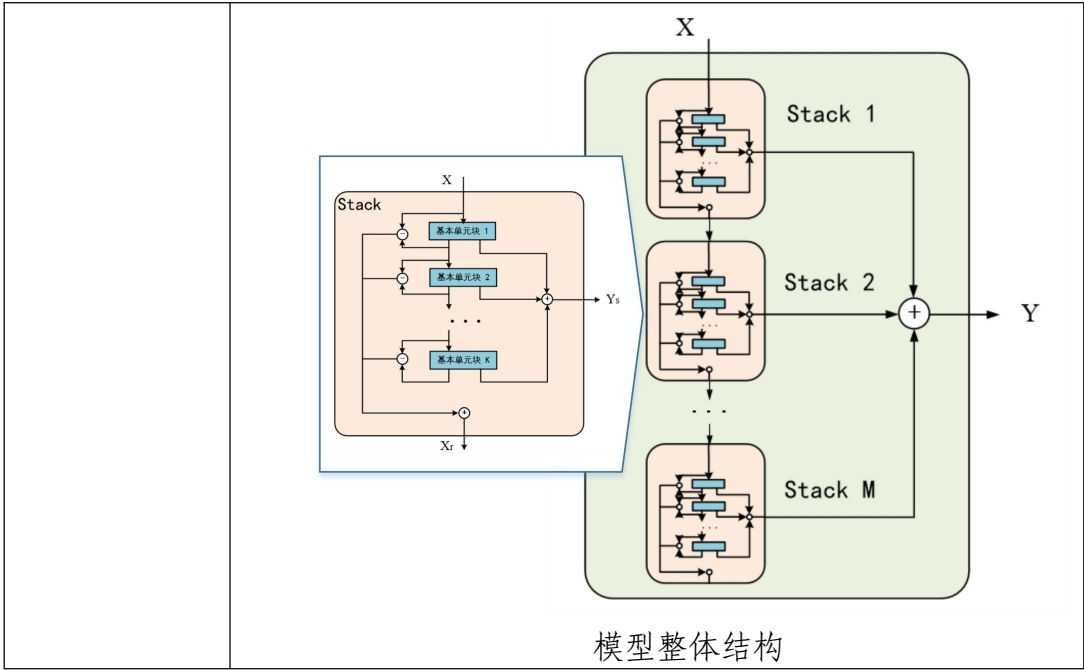 X
Stack 1
X
Stack
基本单元块 1
基本单元块 2
Ys
· · ·
基本单元块 K
Xr
Stack 2
Y
· · ·
Stack M
模型整体结构